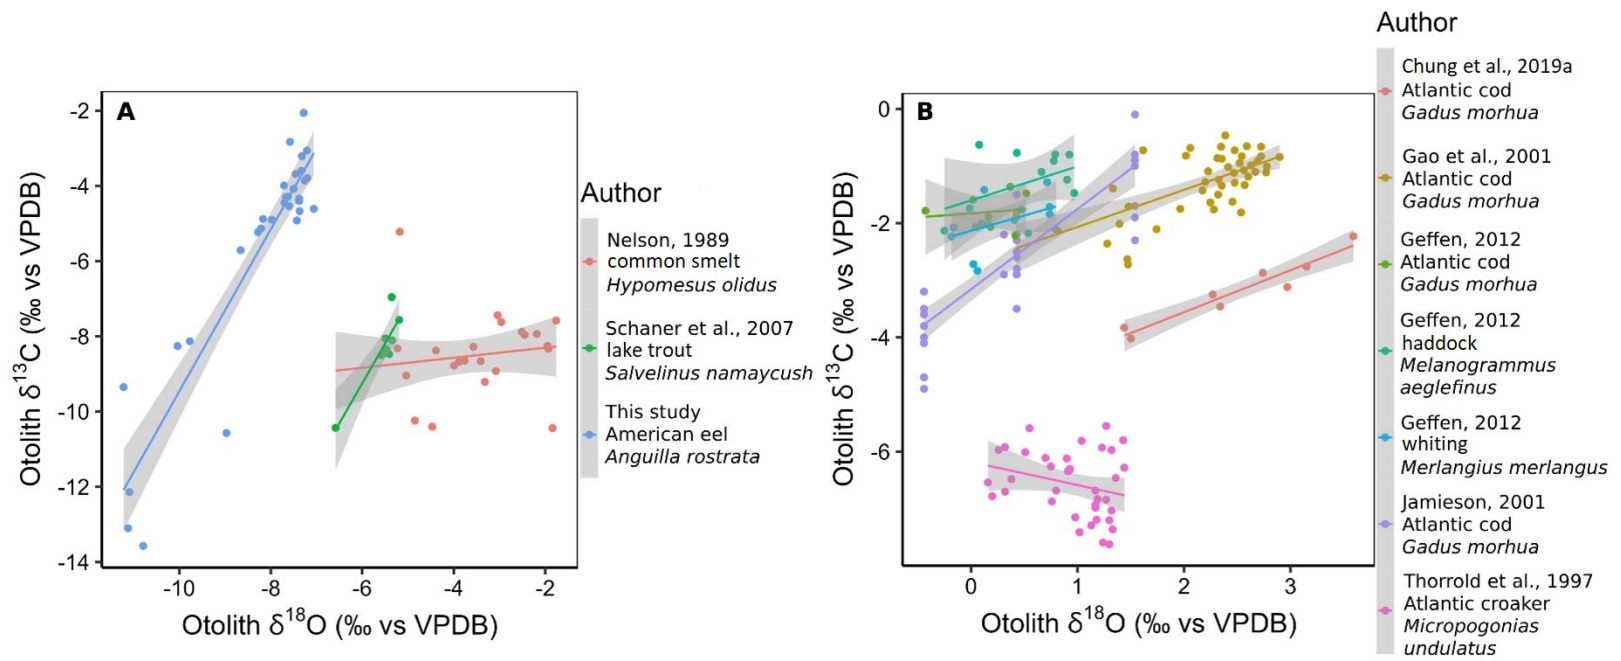 A
-2
-4
-6
-8
-10
-12
-14
-10
-8
-6
-4
-2
Otolith δ13C (‰ vs VPDB)
Otolith δ18O (‰ vs VPDB)
Author
Nelson, 1989
common smelt
Hypomesus olidus
Schaner et al., 2007
lake trout
Salvelinus namaycush
This study
American eel
Anguilla rostrata
B
0
-2
-4
-6
0
1
2
3
Otolith δ13C (‰ vs VPDB)
Otolith δ18O (‰ vs VPDB)
Author
Chung et al., 2019a
Atlantic cod
Gadus morhua
Gao et al., 2001
Atlantic cod
Gadus morhua
Geffen, 2012
Atlantic cod
Gadus morhua
Geffen, 2012
haddock
Melanogrammus
aeglefinus
Geffen, 2012
whiting
Merlangius merlangus
Jamieson, 2001
Atlantic cod
Gadus morhua
Thorrold et al., 1997
Atlantic croaker
Micropogonias
undulatus